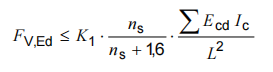 F_V,Ed ≤ K_1 · n_s / (n_s + 1,6) · ∑ E_cd I_c / L^2